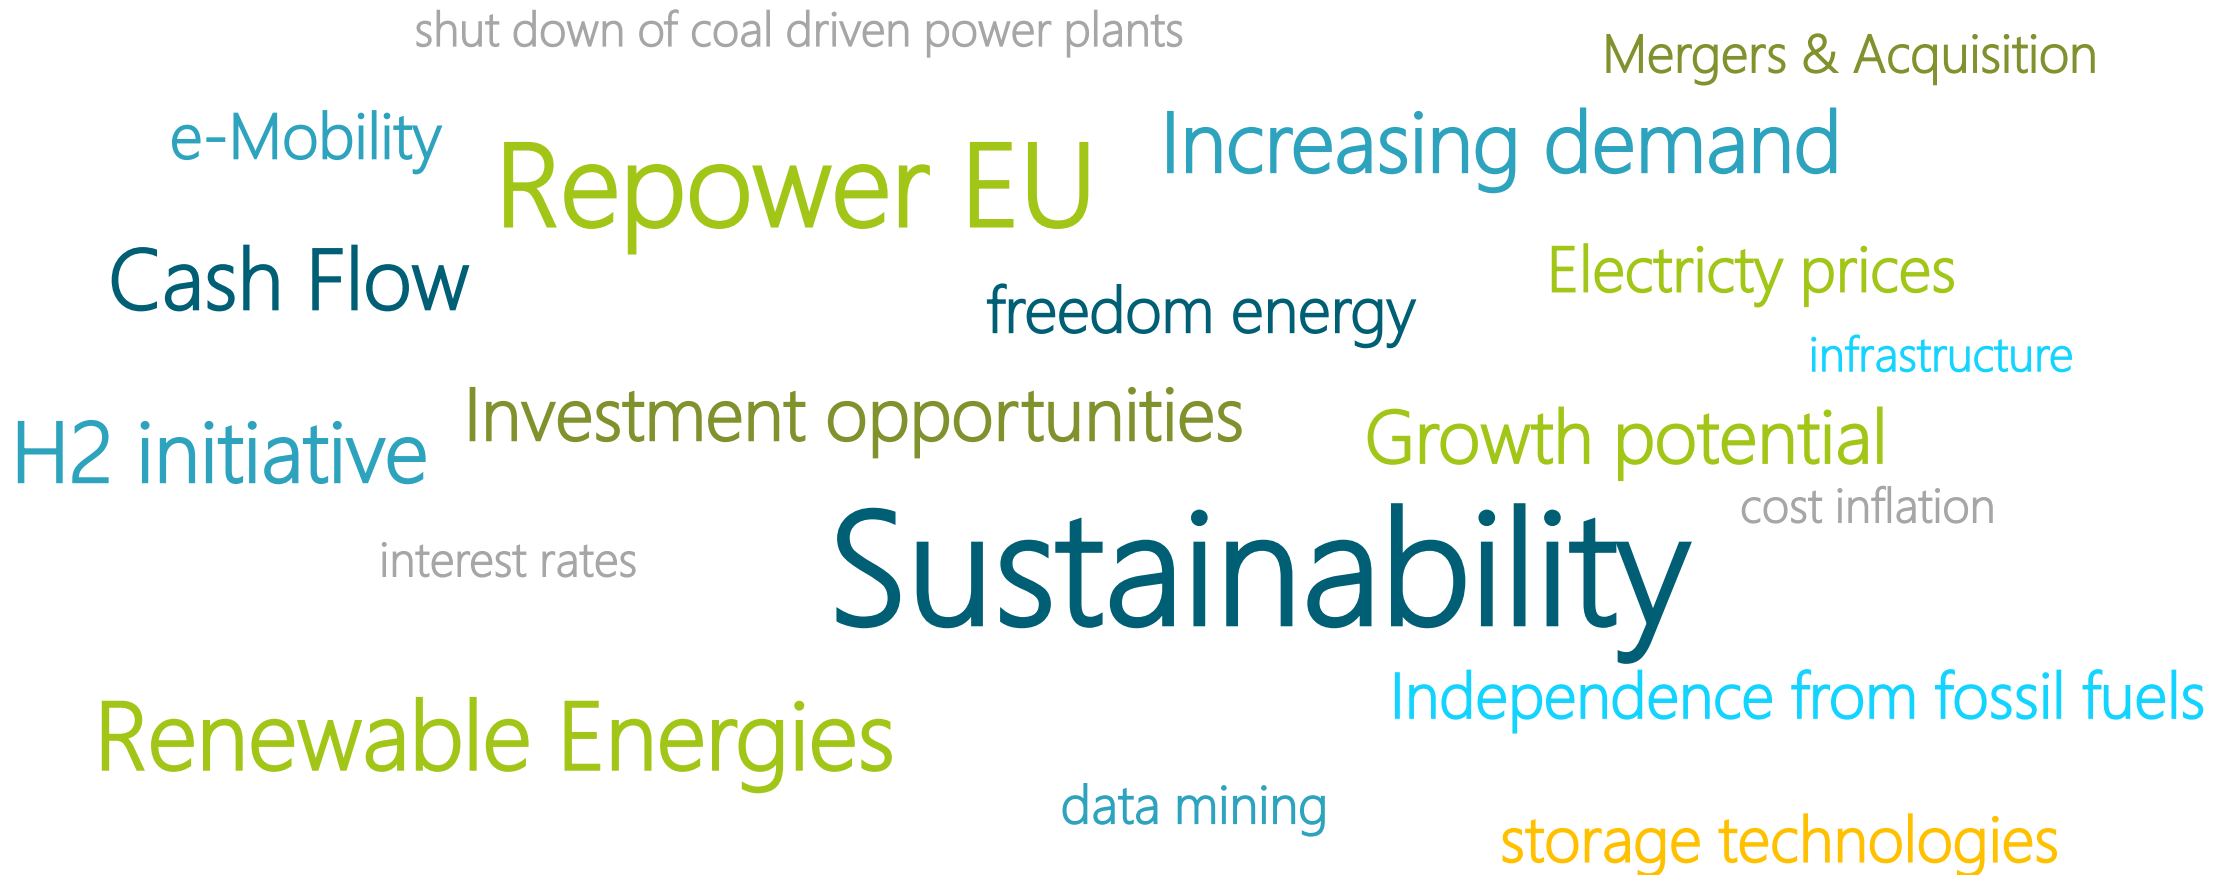 shut down of coal driven power plants
Mergers & Acquisition
e-Mobility
Repower EU
Increasing demand
Cash Flow
freedom energy
Electricty prices
infrastructure
H2 initiative
Investment opportunities
Growth potential
cost inflation
interest rates
Sustainability
Renewable Energies
Independence from fossil fuels
data mining
storage technologies